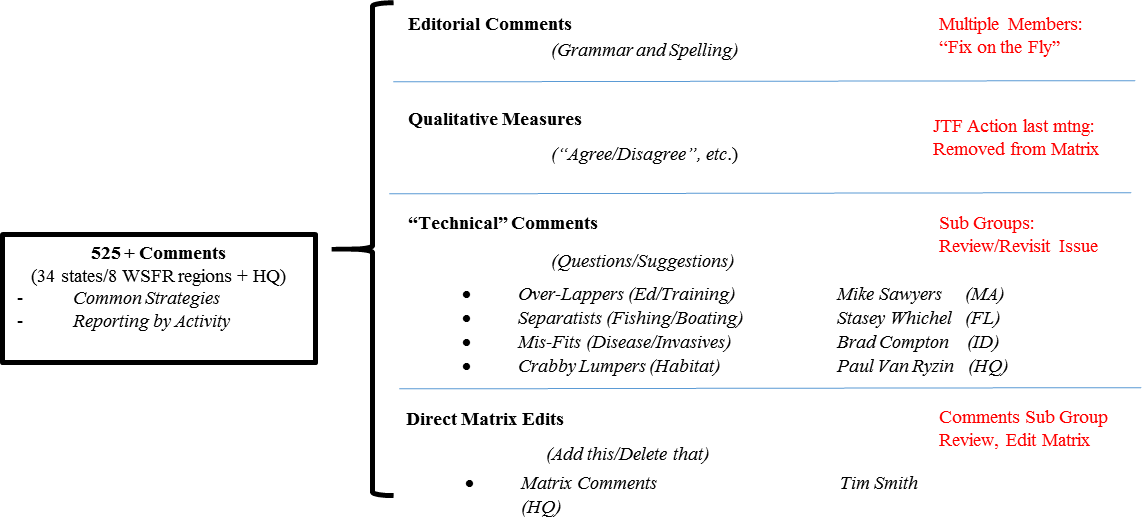 525 + Comments
(34 states/8 WSFR regions + HQ)
- Common Strategies
- Reporting by Activity
Editorial Comments
(Grammar and Spelling)
Multiple Members:
“Fix on the Fly”
Qualitative Measures
(“Agree/Disagree”, etc.)
JTF Action last mtng:
Removed from Matrix
“Technical” Comments
(Questions/Suggestions)
Sub Groups:
Review/Revisit Issue
• Over-Lappers (Ed/Training) Mike Sawyers (MA)
• Separatists (Fishing/Boating) Stasey Whichel (FL)
• Mis-Fits (Disease/Invasives) Brad Compton (ID)
• Crabby Lumpers (Habitat) Paul Van Ryzin (HQ)
Direct Matrix Edits
(Add this/Delete that)
Comments Sub Group
Review, Edit Matrix
• Matrix Comments Tim Smith
(HQ)